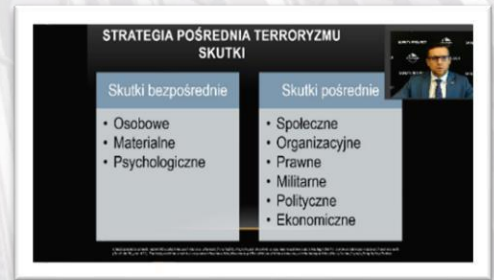 STRATEGIA POŚREDNIA TERRORYZMU
SKUTKI
Skutki bezpośrednie
• Osobowe
• Materialne
• Psychologiczne
Skutki pośrednie
• Społeczne
• Organizacyjne
• Prawne
• Militarne
• Polityczne
• Ekonomiczne